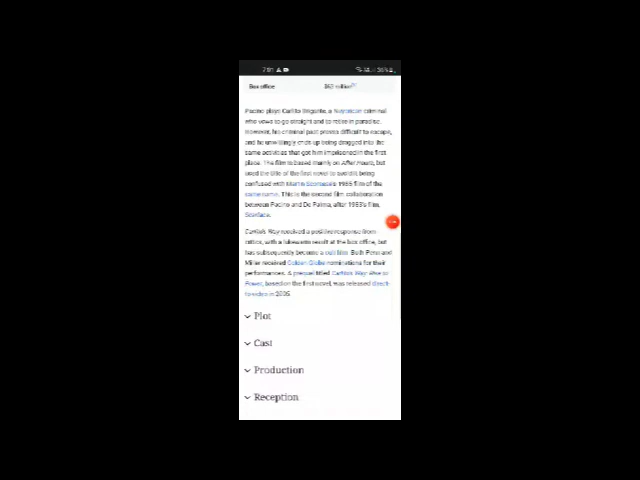 7:01
Box office $63 million
Pacino plays Carlito Brigante, a Nuyorican criminal
who vows to go straight and to retire in paradise.
However, his criminal past proves difficult to escape,
and he unwillingly ends up being dragged into the
same activities that got him imprisoned in the first
place. The film is based mainly on After Hours, but
used the title of the first novel to avoid it being
confused with Martin Scorsese's 1985 film of the
same name. This is the second film collaboration
between Pacino and De Palma, after 1983's film,
Scarface.
Carlito's Way received a positive response from
critics, with a lukewarm result at the box office, but
has subsequently become a cult film. Both Penn and
Miller received Golden Globe nominations for their
performances. A prequel titled Carlito's Way: Rise to
Power, based on the first novel, was released direct-
to-video in 2005.
Plot
Cast
Production
Reception